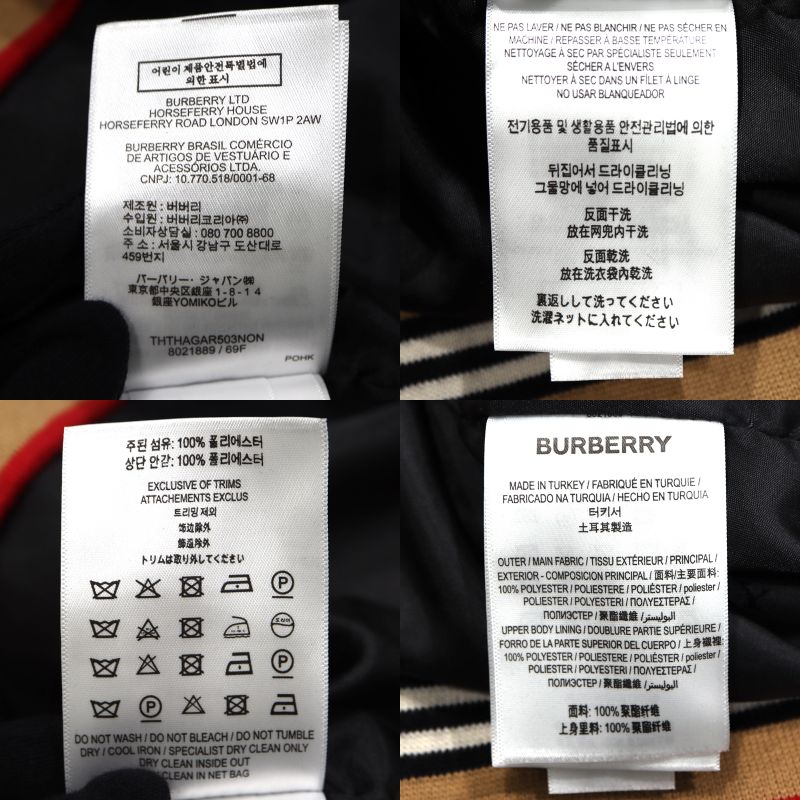 어린이 제품안전특별법에
의한 표시
BURBERRY LTD
HORSEFERRY HOUSE
HORSEFERRY ROAD LONDON SW1P 2AW
BURBERRY BRASIL COMÉRCIO
DE ARTIGOS DE VESTUÁRIO E
ACESSÓRIOS LTDA.
CNPJ: 10.770.518/0001-68
제조원 : 버버리
수입원 : 버버리코리아㈜
소비자상담실 : 080 700 8800
주 소 : 서울시 강남구 도산대로
459번지
バーバリー・ジャパン㈱
東京都中央区銀座1-8-14
銀座YOMIKOビル
THTHAGAR503NON
8021889 / 69F
POHK
NE PAS LAVER / NE PAS BLANCHIR / NE PAS SÉCHER EN
MACHINE / REPASSER À BASSE TEMPÉRATURE
NETTOYAGE À SEC PAR SPÉCIALISTE SEULEMENT
SÉCHER À L'ENVERS
NETTOYER À SEC DANS UN FILET À LINGE
NO USAR BLANQUEADOR
전기용품 및 생활용품 안전관리법에 의한
품질표시
뒤집어서 드라이클리닝
그물망에 넣어 드라이클리닝
反面干洗
放在网兜内干洗
反面乾洗
放在洗衣袋內乾洗
裏返しして洗ってください
洗濯ネットに入れてください
주된 섬유: 100% 폴리에스터
상단 안감: 100% 폴리에스터
EXCLUSIVE OF TRIMS
ATTACHEMENTS EXCLUS
트리밍 제외
饰边除外
飾邊除外
トリムは取り外してください
P
드라이
P
P
DO NOT WASH / DO NOT BLEACH / DO NOT TUMBLE
DRY / COOL IRON / SPECIALIST DRY CLEAN ONLY
DRY CLEAN INSIDE OUT
CLEAN IN NET BAG
BURBERRY
MADE IN TURKEY / FABRIQUÉ EN TURQUIE /
FABRICADO NA TURQUIA / HECHO EN TURQUIA
터키서
土耳其製造
OUTER / MAIN FABRIC / TISSU EXTÉRIEUR / PRINCIPAL /
EXTERIOR - COMPOSICION PRINCIPAL / 面料/主要面料:
100% POLYESTER / POLIESTERE / POLIÉSTER / poliester /
POLIESTER / POLYESTER / ΠΟΛΥΕΣΤΕΡΑΣ /
ПОЛИЭСТЕР / 聚酯纖維 / البوليستر
UPPER BODY LINING / DOUBLURE PARTIE SUPÉRIEURE /
FORRO DE LA PARTE SUPERIOR DEL CUERPO / 上身襯裡:
100% POLYESTER / POLIESTERE / POLIÉSTER / poliester /
POLIESTER / POLYESTER / ΠΟΛΥΕΣΤΕΡΑΣ /
ПОЛИЭСТЕР / 聚酯纖維 / البوليستر
面料: 100% 聚酯纤维
上身里料: 100% 聚酯纤维